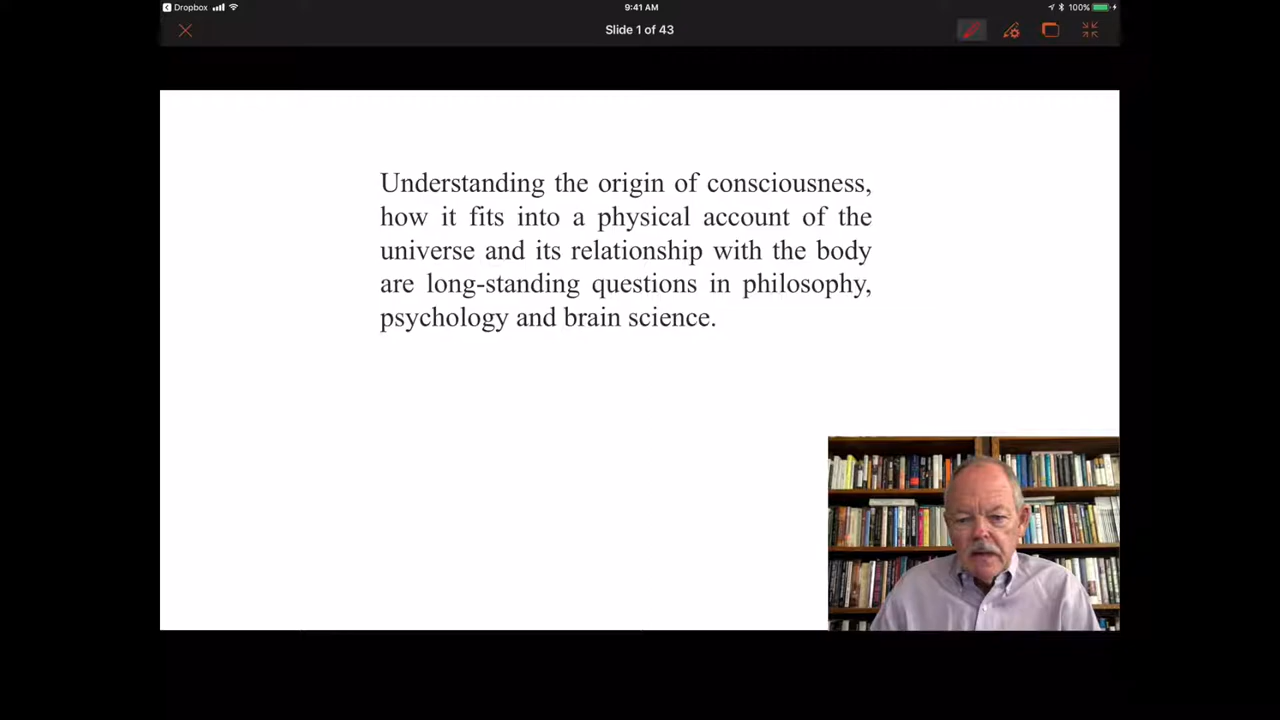 Dropbox
9:41 AM
100%
Slide 1 of 43
Understanding the origin of consciousness,
how it fits into a physical account of the
universe and its relationship with the body
are long-standing questions in philosophy,
psychology and brain science.